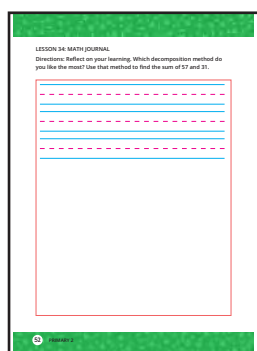 LESSON 34: MATH JOURNAL
Directions: Reflect on your learning. Which decomposition method do
you like the most? Use that method to find the sum of 57 and 31.
52 PRIMARY 2